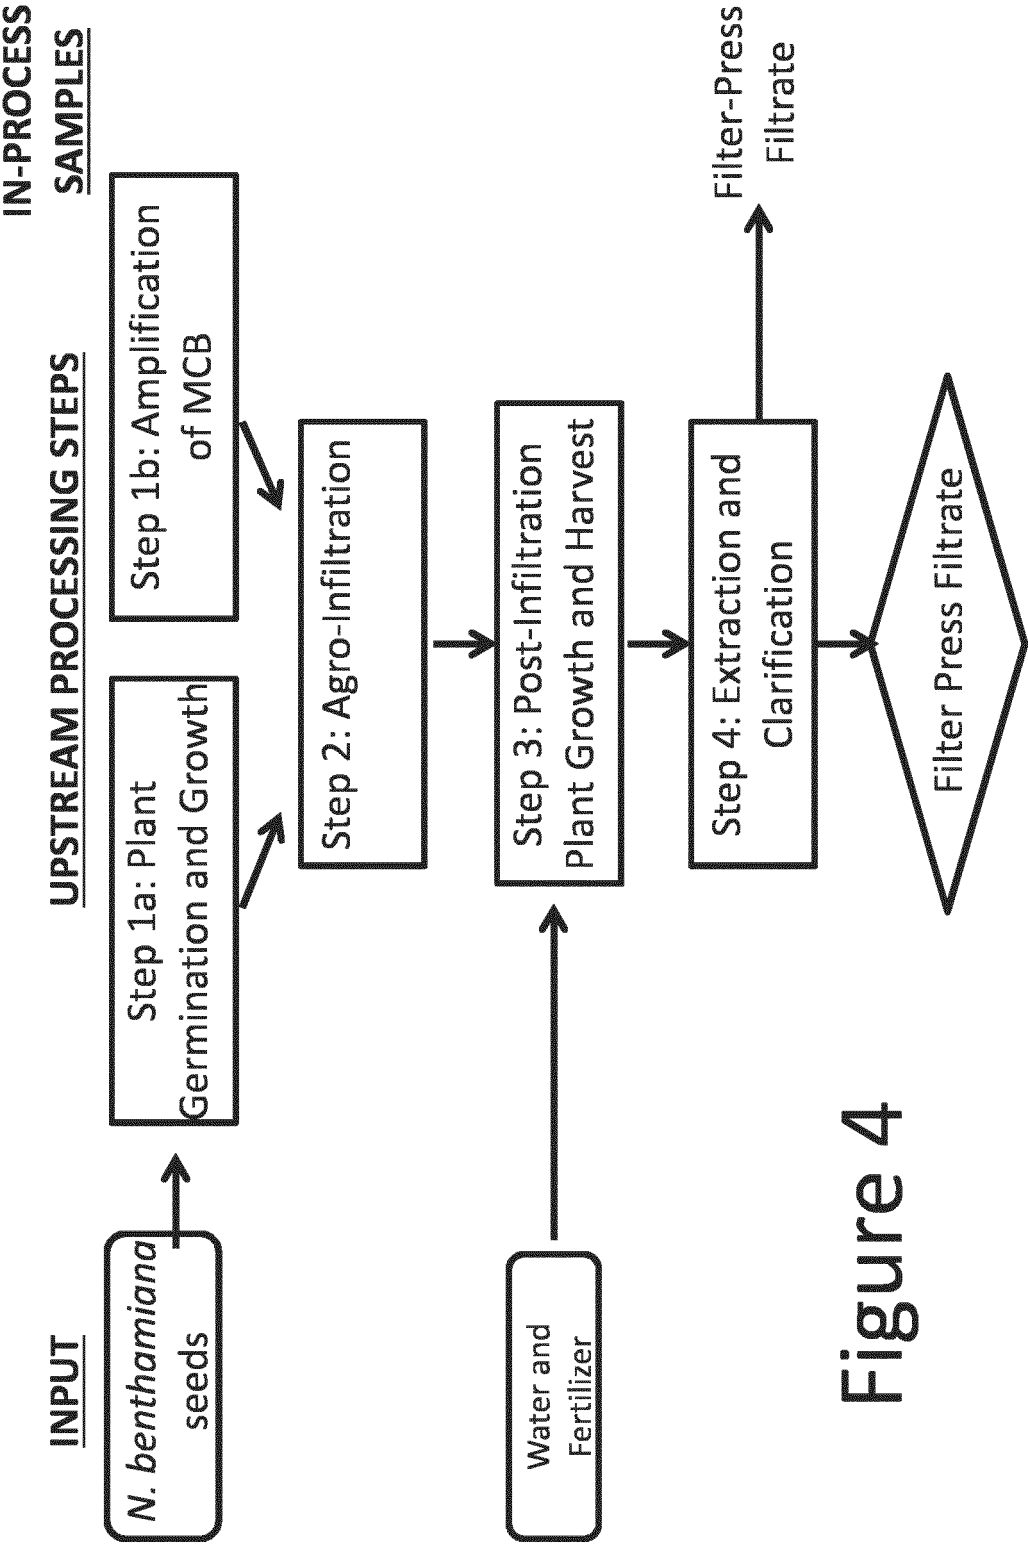 INPUT
UPSTREAM PROCESSING STEPS
IN-PROCESS
SAMPLES
N. benthamiana
seeds
Step 1a: Plant
Germination and Growth
Step 1b: Amplification
of MCB
Step 2: Agro-Infiltration
Water and
Fertilizer
Step 3: Post-Infiltration
Plant Growth and Harvest
Step 4: Extraction and
Clarification
Filter-Press
Filtrate
Filter Press Filtrate
Figure 4